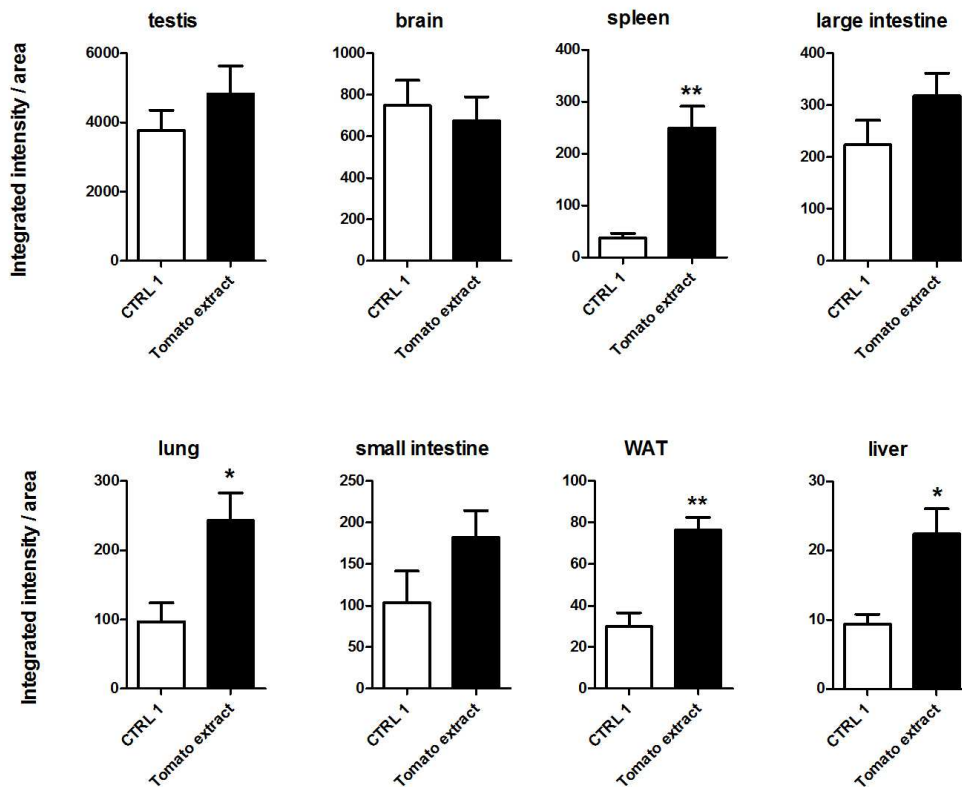 testis
brain
spleen
large intestine
Integrated intensity / area
6000
4000
2000
0
CTRL 1
Tomato extract
1000
800
600
400
200
0
CTRL 1
Tomato extract
400
300
200
100
0
**
CTRL 1
Tomato extract
400
300
200
100
0
CTRL 1
Tomato extract
lung
small intestine
WAT
liver
Integrated intensity / area
300
200
100
0
*
CTRL 1
Tomato extract
250
200
150
100
50
0
CTRL 1
Tomato extract
100
80
60
40
20
0
**
CTRL 1
Tomato extract
30
20
10
0
*
CTRL 1
Tomato extract